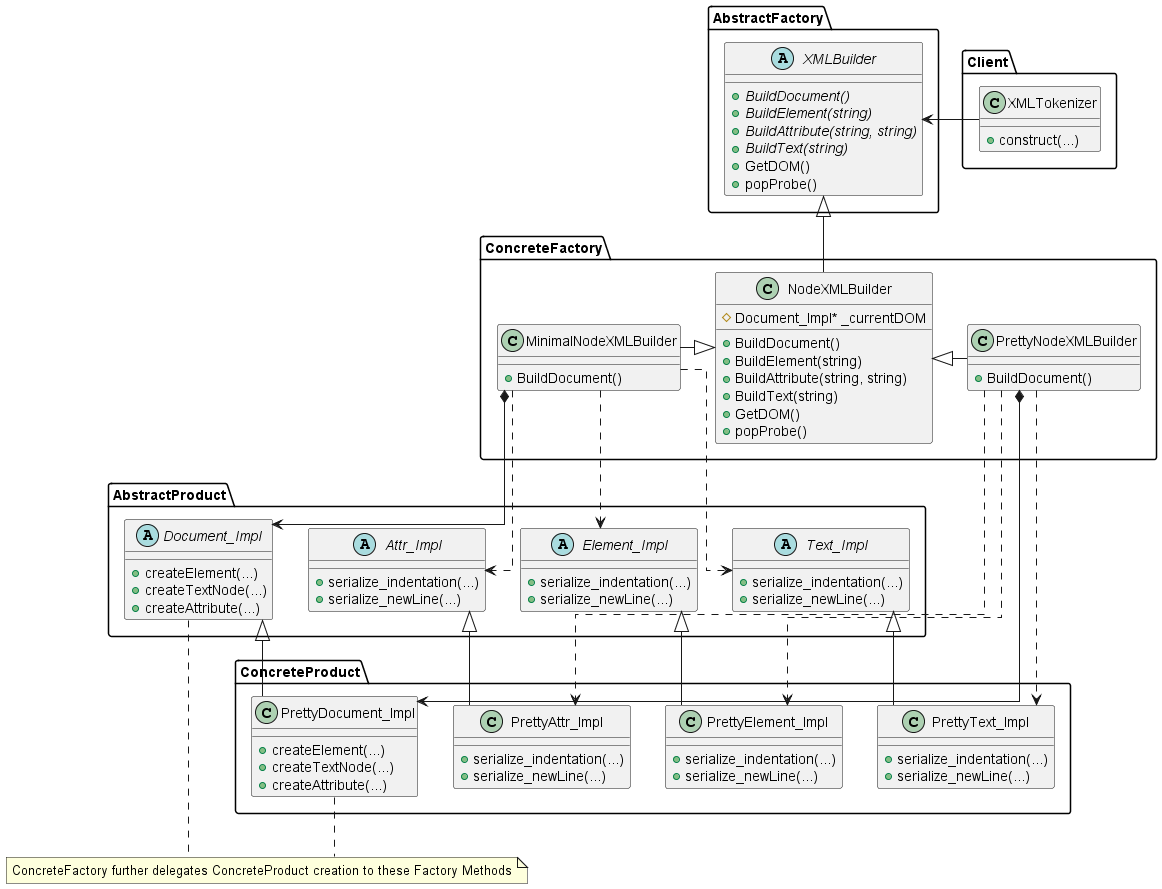 AbstractFactory
A XMLBuilder
BuildDocument()
BuildElement(string)
BuildAttribute(string, string)
BuildText(string)
GetDOM()
popProbe()
Client
C XMLTokenizer
construct(...)
ConcreteFactory
C NodeXMLBuilder
Document_Impl* _currentDOM
BuildDocument()
BuildElement(string)
BuildAttribute(string, string)
BuildText(string)
GetDOM()
popProbe()
C MinimalNodeXMLBuilder
BuildDocument()
C PrettyNodeXMLBuilder
BuildDocument()
AbstractProduct
A Document_Impl
createElement(...)
createTextNode(...)
createAttribute(...)
A Attr_Impl
serialize_indentation(...)
serialize_newLine(...)
A Element_Impl
serialize_indentation(...)
serialize_newLine(...)
A Text_Impl
serialize_indentation(...)
serialize_newLine(...)
ConcreteProduct
C PrettyDocument_Impl
createElement(...)
createTextNode(...)
createAttribute(...)
C PrettyAttr_Impl
serialize_indentation(...)
serialize_newLine(...)
C PrettyElement_Impl
serialize_indentation(...)
serialize_newLine(...)
C PrettyText_Impl
serialize_indentation(...)
serialize_newLine(...)
ConcreteFactory further delegates ConcreteProduct creation to these Factory Methods